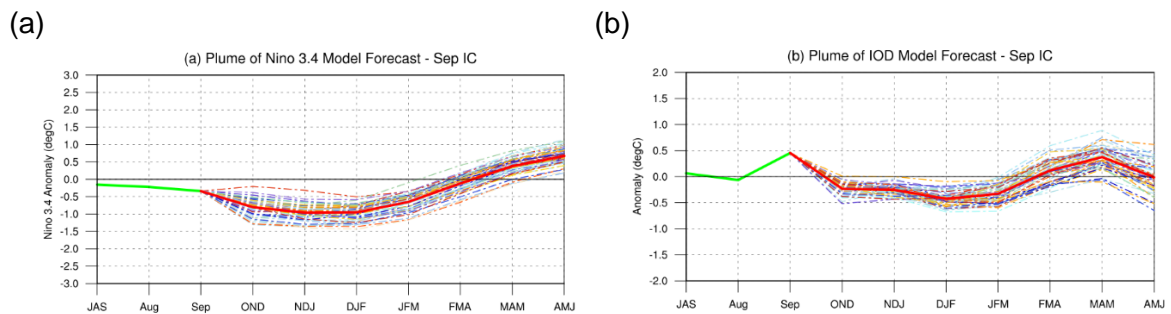 (a)
(b)
(a) Plume of Nino 3.4 Model Forecast - Sep IC
(b) Plume of IOD Model Forecast - Sep IC
Nino 3.4 Anomaly (degC)
3.0
2.5
2.0
1.5
1.0
0.5
0.0
-0.5
-1.0
-1.5
-2.0
-2.5
-3.0
JAS Aug Sep OND NDJ DJF JFM FMA MAM AMJ
Anomaly (degC)
2.0
1.5
1.0
0.5
0.0
-0.5
-1.0
-1.5
-2.0
JAS Aug Sep OND NDJ DJF JFM FMA MAM AMJ